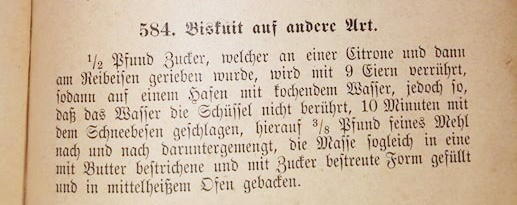 584. Biskuit auf andere Art.
1/2 Pfund Zucker, welcher an einer Citrone und dann
am Reibeisen gerieben wurde, wird mit 9 Eiern verrührt,
sodann auf einem Hafen mit kochendem Wasser, jedoch so,
daß das Wasser die Schüssel nicht berührt, 10 Minuten mit
dem Schneebesen geschlagen, hierauf 3/8 Pfund feines Mehl
nach und nach daruntergemengt, die Masse sogleich in eine
mit Butter bestrichene und mit Zucker bestreute Form gefüllt
und in mittelheißem Ofen gebacken.